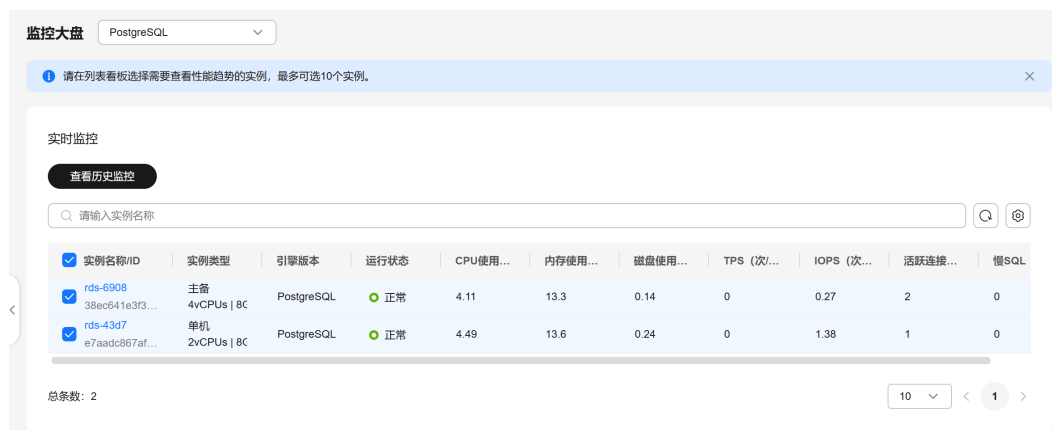 监控大盘 PostgreSQL
请在列表看板选择需要查看性能趋势的实例，最多可选10个实例。
实时监控
查看历史监控
请输入实例名称
实例名称/ID 实例类型 引擎版本 运行状态 CPU使用... 内存使用... 磁盘使用... TPS（次/... IOPS（次... 活跃连接... 慢SQL
rds-6908 主备
38ec641e3f3... 4vCPUs | 8G PostgreSQL 正常 4.11 13.3 0.14 0 0.27 2 0
rds-43d7 单机
e7aadc867af... 2vCPUs | 8G PostgreSQL 正常 4.49 13.6 0.24 0 1.38 1 0
总条数：2 10 1